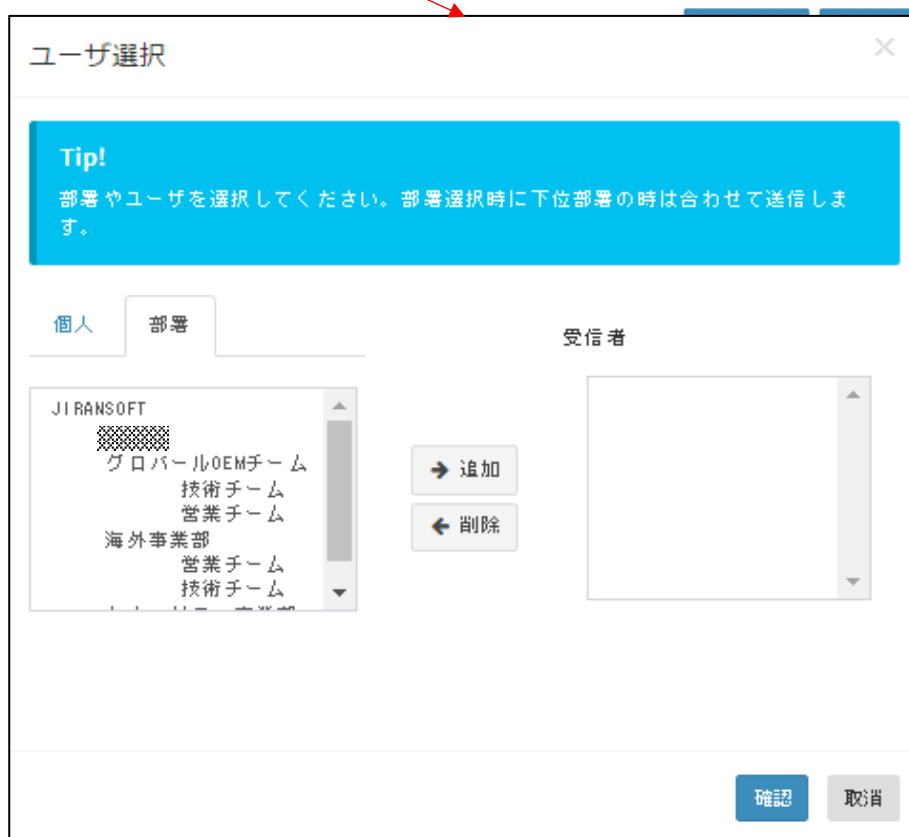 ユーザ選択
×
Tip!
部署やユーザを選択してください。部署選択時に下位部署の時は合わせて送信しま
す。
個人
部署
受信者
JIRANSOFT
グロバールOEMチーム
技術チーム
営業チーム
海外事業部
営業チーム
技術チーム
追加
削除
確認
取消